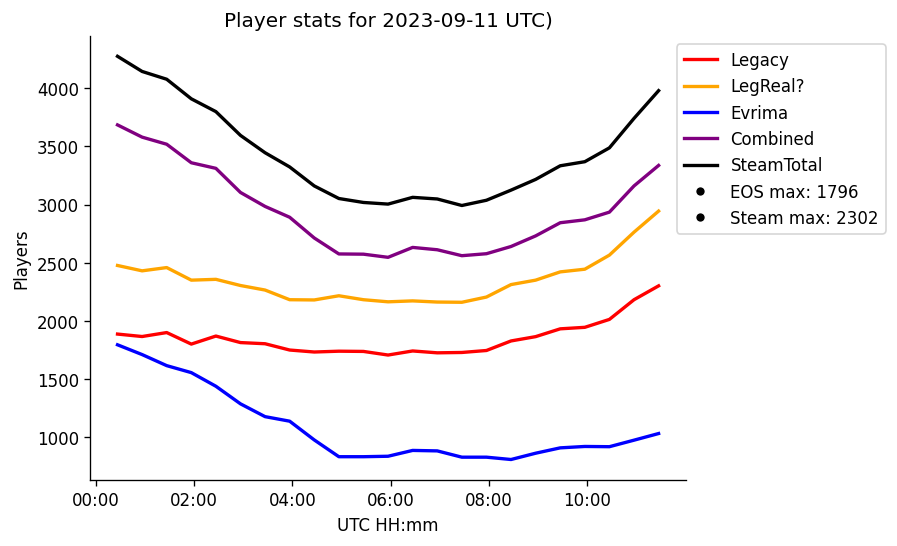 Player stats for 2023-09-11 UTC)
Legacy
LegReal?
Evrima
Combined
SteamTotal
EOS max: 1796
Steam max: 2302
Players
4000
3500
3000
2500
2000
1500
1000
00:00 02:00 04:00 06:00 08:00 10:00
UTC HH:mm